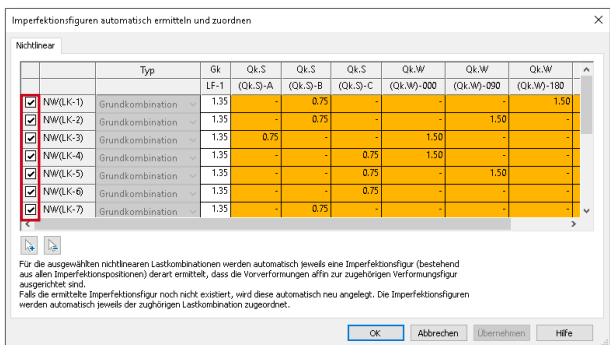 Imperfektionsfiguren automatisch ermitteln und zuordnen
Nichtlinear
Typ Gk Qk.S Qk.S Qk.S Qk.W Qk.W Qk.W
LF-1 (Qk.S)-A (Qk.S)-B (Qk.S)-C (Qk.W)-000 (Qk.W)-090 (Qk.W)-180
NW(LK-1) Grundkombination 1.35 - 0.75 - - - 1.50
NW(LK-2) Grundkombination 1.35 - 0.75 - - 1.50 -
NW(LK-3) Grundkombination 1.35 0.75 - - 1.50 - -
NW(LK-4) Grundkombination 1.35 - - 0.75 1.50 - -
NW(LK-5) Grundkombination 1.35 - - 0.75 - 1.50 -
NW(LK-6) Grundkombination 1.35 - - 0.75 - - -
NW(LK-7) Grundkombination 1.35 - 0.75 - - - -
Für die ausgewählten nichtlinearen Lastkombinationen werden automatisch jeweils eine Imperfektionsfigur (bestehend
aus allen Imperfektionspositionen) derart ermittelt, dass die Vorverformungen affin zur zugehörigen Verformungsfigur
ausgerichtet sind.
Falls die ermittelte Imperfektionsfigur noch nicht existiert, wird diese automatisch neu angelegt. Die Imperfektionsfiguren
werden automatisch jeweils der zughörigen Lastkombination zugeordnet.
OK Abbrechen Übernehmen Hilfe